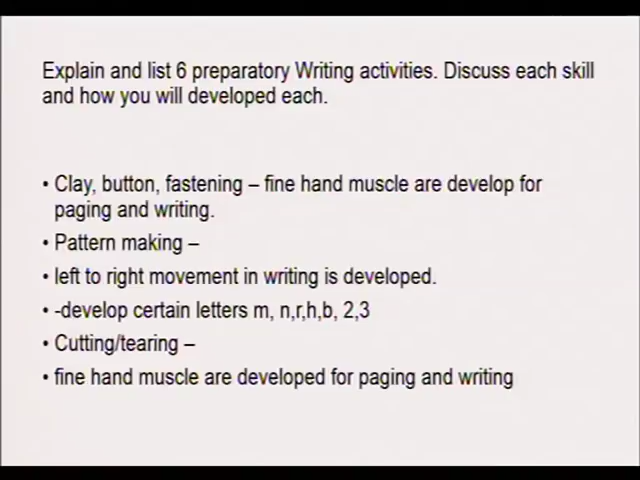 Explain and list 6 preparatory Writing activities. Discuss each skill
and how you will developed each.
• Clay, button, fastening – fine hand muscle are develop for
paging and writing.
• Pattern making –
• left to right movement in writing is developed.
• -develop certain letters m, n,r,h,b, 2,3
• Cutting/tearing –
• fine hand muscle are developed for paging and writing